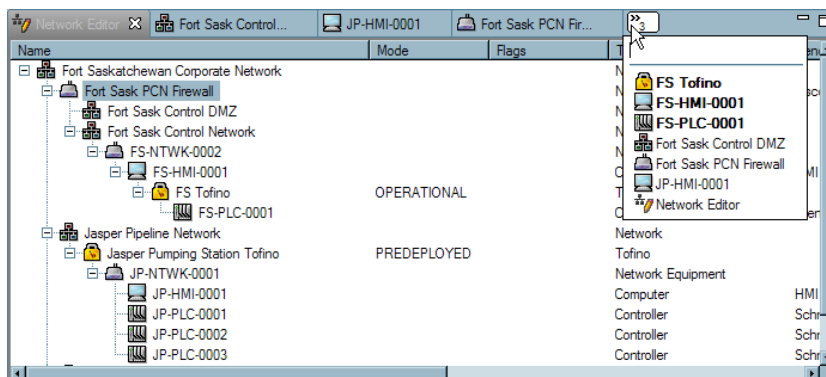 Network Editor Fort Sask Control... JP-HMI-0001 Fort Sask PCN Fir... »3
Name Mode Flags T
Fort Saskatchewan Corporate Network N
Fort Sask PCN Firewall N
Fort Sask Control DMZ N
Fort Sask Control Network N
FS-NTWK-0002 N
FS-HMI-0001 C MI
FS Tofino OPERATIONAL T
FS-PLC-0001 C
Jasper Pipeline Network Network
Jasper Pumping Station Tofino PREDEPLOYED Tofino
JP-NTWK-0001 Network Equipment
JP-HMI-0001 Computer HMI
JP-PLC-0001 Controller Schr
JP-PLC-0002 Controller Schr
JP-PLC-0003 Controller Schr
FS Tofino
FS-HMI-0001
FS-PLC-0001
Fort Sask Control DMZ
Fort Sask PCN Firewall
JP-HMI-0001
Network Editor